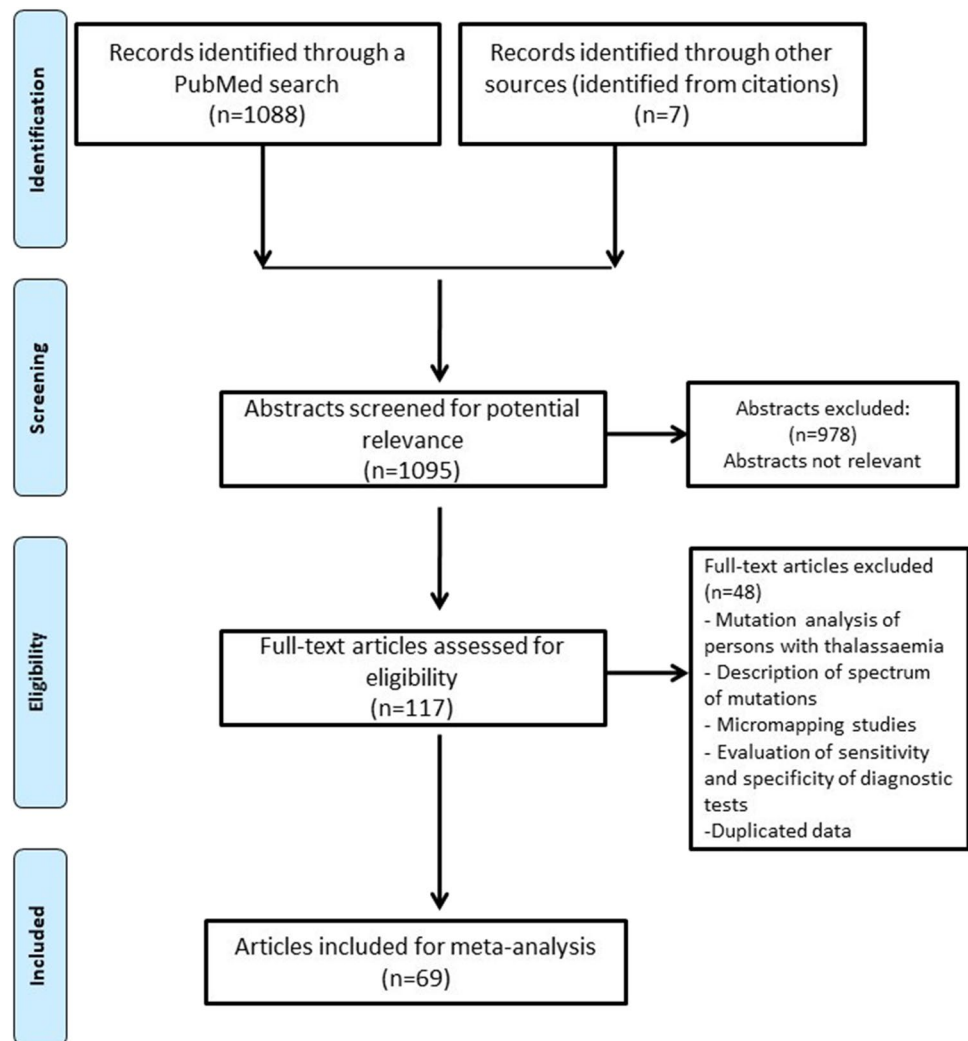 Identification
Records identified through a
PubMed search
(n=1088)
Records identified through other
sources (identified from citations)
(n=7)
Screening
Abstracts screened for potential
relevance
(n=1095)
Abstracts excluded:
(n=978)
Abstracts not relevant
Eligibility
Full-text articles assessed for
eligibility
(n=117)
Full-text articles excluded
(n=48)
- Mutation analysis of
persons with thalassaemia
- Description of spectrum
of mutations
- Micromapping studies
- Evaluation of sensitivity
and specificity of diagnostic
tests
-Duplicated data
Included
Articles included for meta-analysis
(n=69)